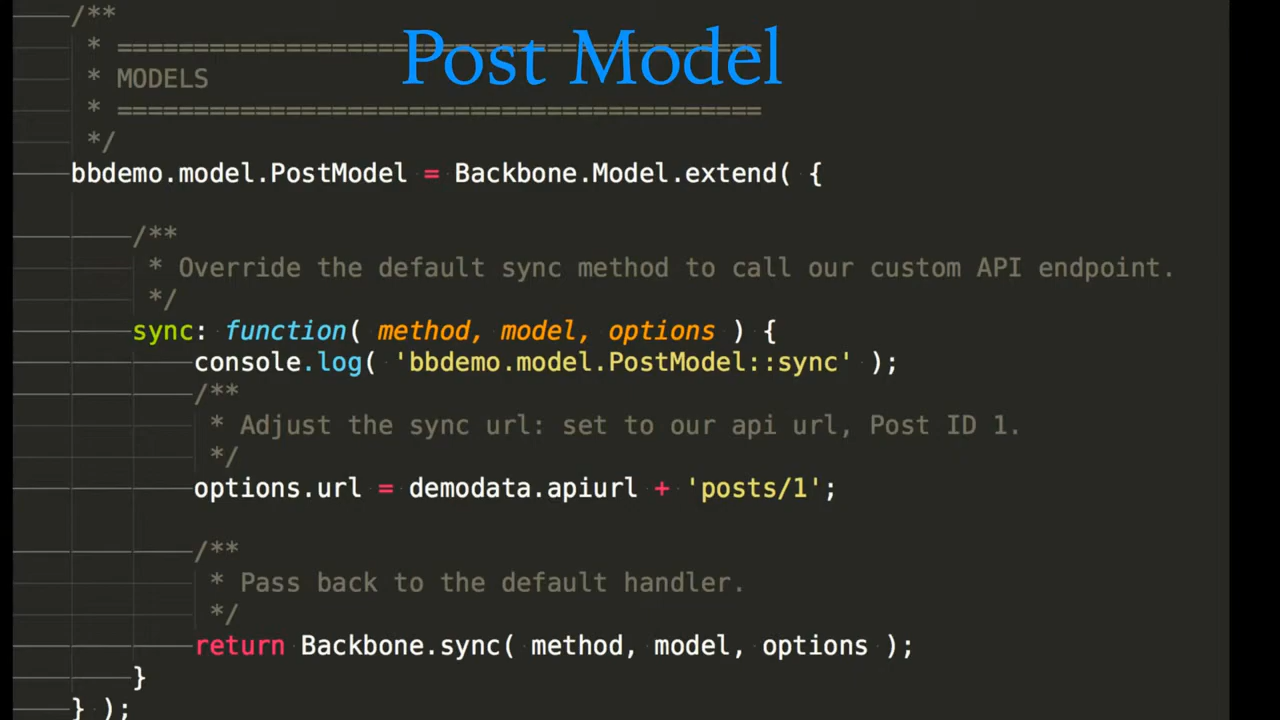 Post Model
/**
* ==========================================
* MODELS
* ==========================================
*/
bbdemo.model.PostModel = Backbone.Model.extend( {
/**
* Override the default sync method to call our custom API endpoint.
*/
sync: function( method, model, options ) {
console.log( 'bbdemo.model.PostModel::sync' );
/**
* Adjust the sync url: set to our api url, Post ID 1.
*/
options.url = demodata.apiurl + 'posts/1';
/**
* Pass back to the default handler.
*/
return Backbone.sync( method, model, options );
}
} );